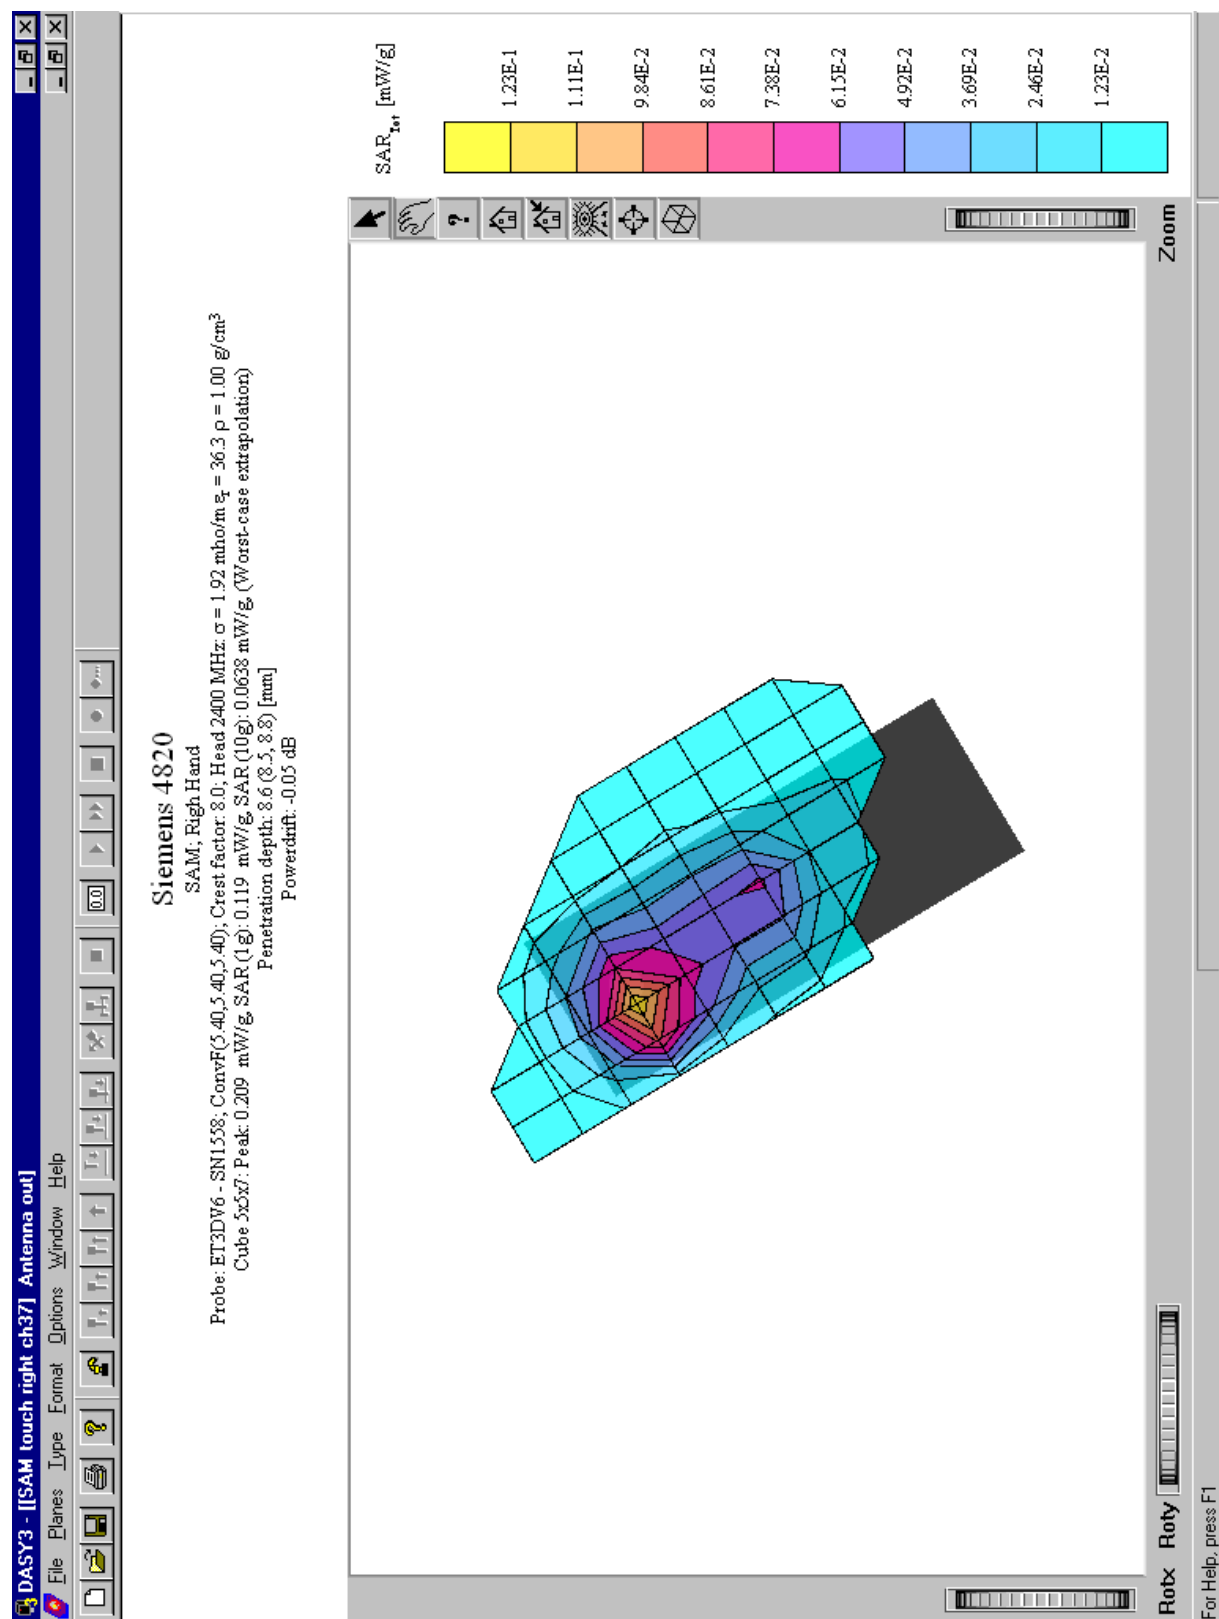 DASY3 - [[SAM touch right ch37] Antenna out]
File Planes Type Format Options Window Help
0.0
Siemens 4820
SAM; Righ Hand
Probe: ET3DV6 - SN1558; ConvF(5.40,5.40,5.40); Crest factor: 8.0; Head 2400 MHz: σ = 1.92 mho/m εr = 36.3 ρ = 1.00 g/cm³
Cube 5x5x7: Peak: 0.209 mW/g, SAR (1g): 0.119 mW/g, SAR (10g): 0.0638 mW/g, (Worst-case extrapolation)
Penetration depth: 8.6 (8.5, 8.8) [mm]
Powerdrift: -0.05 dB
SARTot [mW/g]
1.23E-1
1.11E-1
9.84E-2
8.61E-2
7.38E-2
6.15E-2
4.92E-2
3.69E-2
2.46E-2
1.23E-2
Rotx Roty Zoom
For Help, press F1